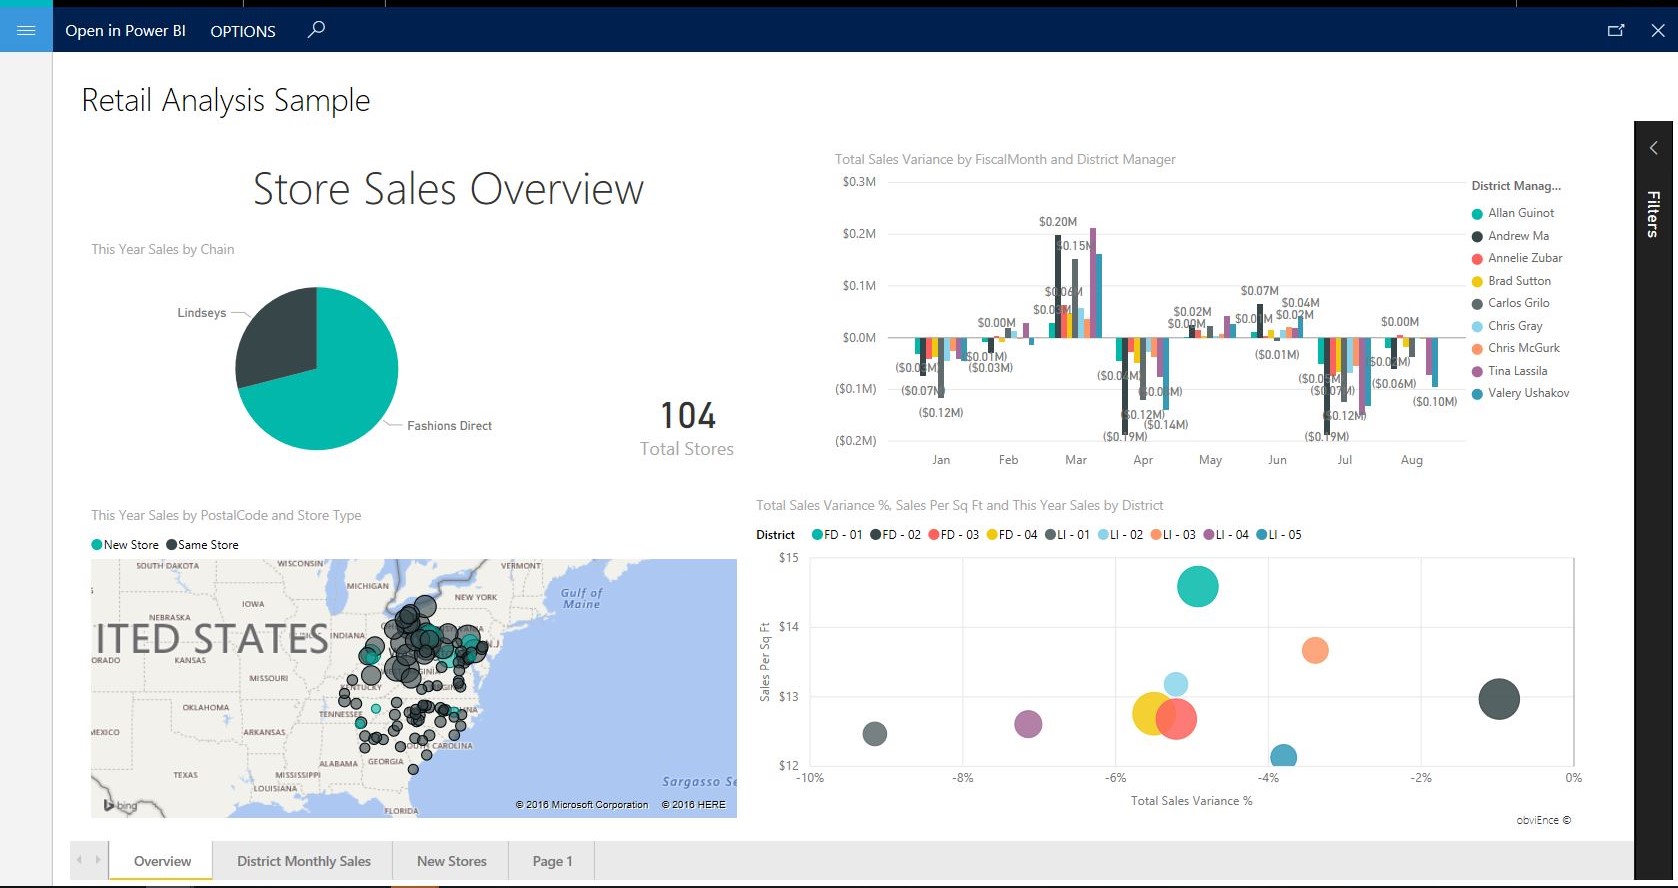 Open in Power BI OPTIONS
Retail Analysis Sample
Store Sales Overview
This Year Sales by Chain
Lindseys
Fashions Direct
104
Total Stores
Total Sales Variance by FiscalMonth and District Manager
$0.3M
$0.2M
$0.1M
$0.0M
($0.1M)
($0.2M)
$0.20M
$0.15M
$0.06M
$0.00M
$0.02M
$0.00M
$0.07M
$0.04M
$0.02M
$0.00M
($0.03M)
($0.07M)
($0.12M)
($0.01M)
($0.03M)
($0.04M)
($0.12M)
($0.14M)
($0.19M)
($0.01M)
($0.07M)
($0.12M)
($0.19M)
($0.02M)
($0.06M)
($0.10M)
Jan Feb Mar Apr May Jun Jul Aug
District Manag...
Allan Guinot
Andrew Ma
Annelie Zubar
Brad Sutton
Carlos Grilo
Chris Gray
Chris McGurk
Tina Lassila
Valery Ushakov
Filters
This Year Sales by PostalCode and Store Type
New Store Same Store
SOUTH DAKOTA
WISCONSIN
VERMONT
MICHIGAN
NEW YORK
Gulf of
Maine
IOWA
NEBRASKA
ITED STATES
INDIANA
N.J.
KANSAS
MISSOURI
OKLAHOMA
TENNESSEE
ARKANSAS
CAROLINA
ALABAMA
GEORGIA
TEXAS
MISSISSIPPI
LOUISIANA
FLORIDA
Sargasso Se
bing
© 2016 Microsoft Corporation © 2016 HERE
Total Sales Variance %, Sales Per Sq Ft and This Year Sales by District
District FD - 01 FD - 02 FD - 03 FD - 04 LI - 01 LI - 02 LI - 03 LI - 04 LI - 05
$15
$14
$13
$12
Sales Per Sq Ft
-10% -8% -6% -4% -2% 0%
Total Sales Variance %
obviEnce ©
Overview District Monthly Sales New Stores Page 1